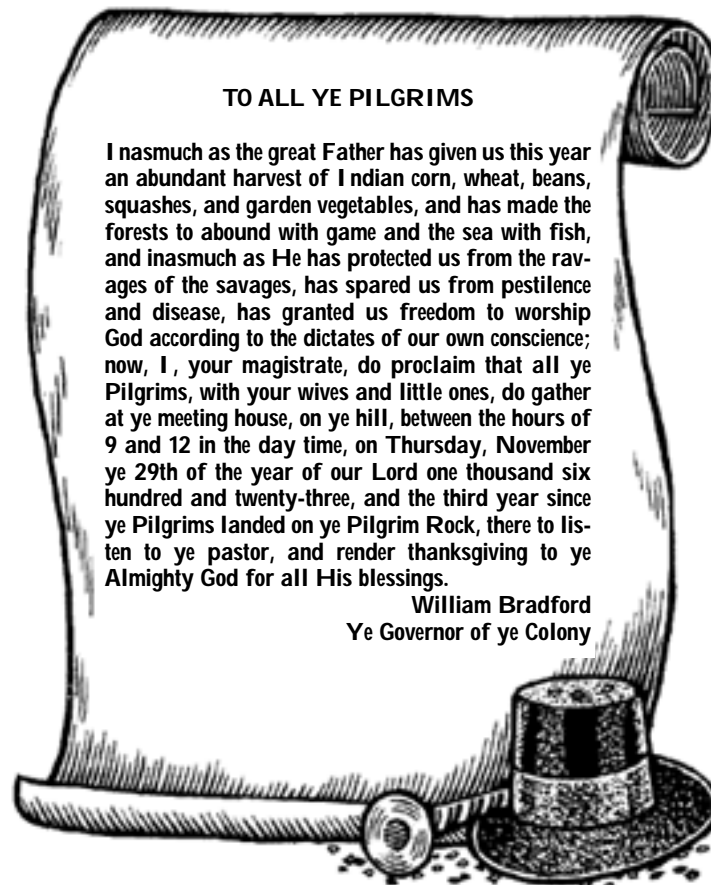 TO ALL YE PILGRIMS
Inasmuch as the great Father has given us this year
an abundant harvest of Indian corn, wheat, beans,
squashes, and garden vegetables, and has made the
forests to abound with game and the sea with fish,
and inasmuch as He has protected us from the rav-
ages of the savages, has spared us from pestilence
and disease, has granted us freedom to worship
God according to the dictates of our own conscience;
now, I, your magistrate, do proclaim that all ye
Pilgrims, with your wives and little ones, do gather
at ye meeting house, on ye hill, between the hours of
9 and 12 in the day time, on Thursday, November
ye 29th of the year of our Lord one thousand six
hundred and twenty-three, and the third year since
ye Pilgrims landed on ye Pilgrim Rock, there to lis-
ten to ye pastor, and render thanksgiving to ye
Almighty God for all His blessings.
William Bradford
Ye Governor of ye Colony